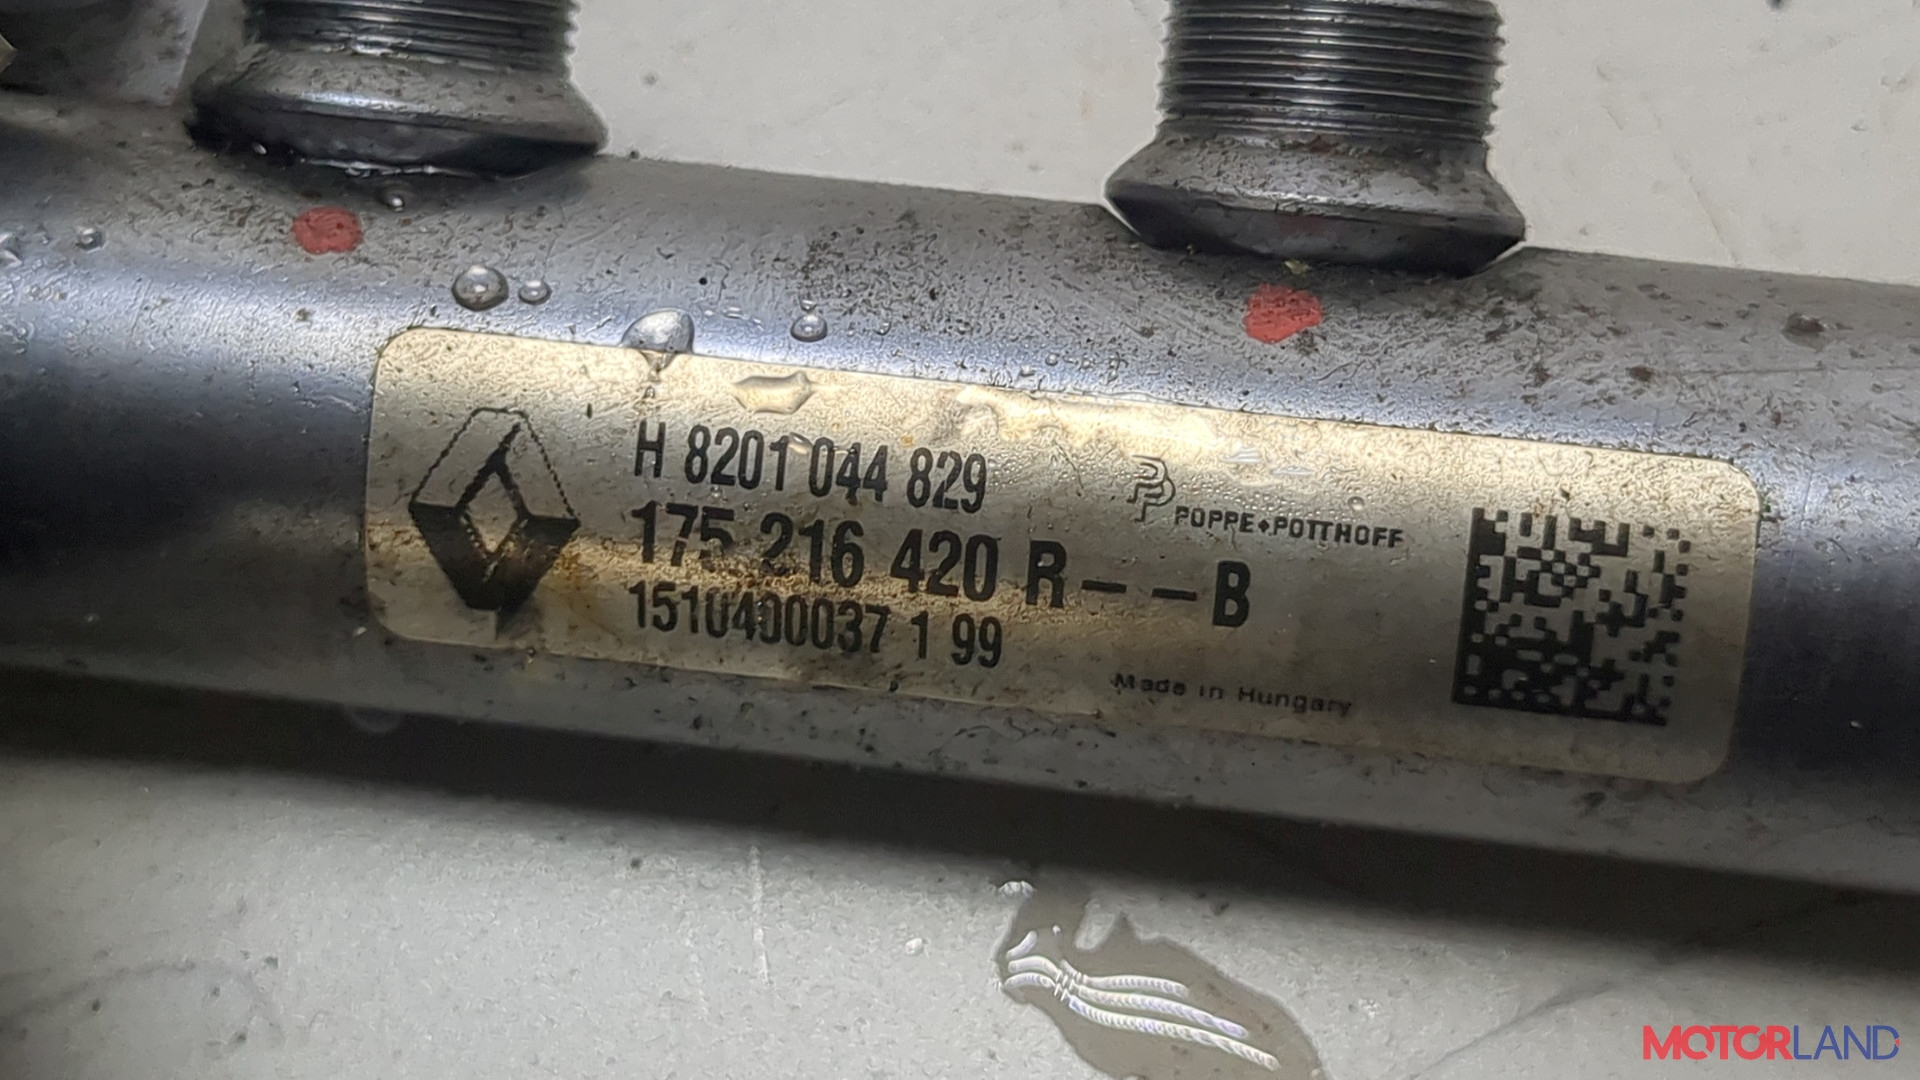 H 8201 044 829
POPPE+POTTHOFF
175 216 420 R--B
1510400037 1 99
Made in Hungary
MOTORLAND